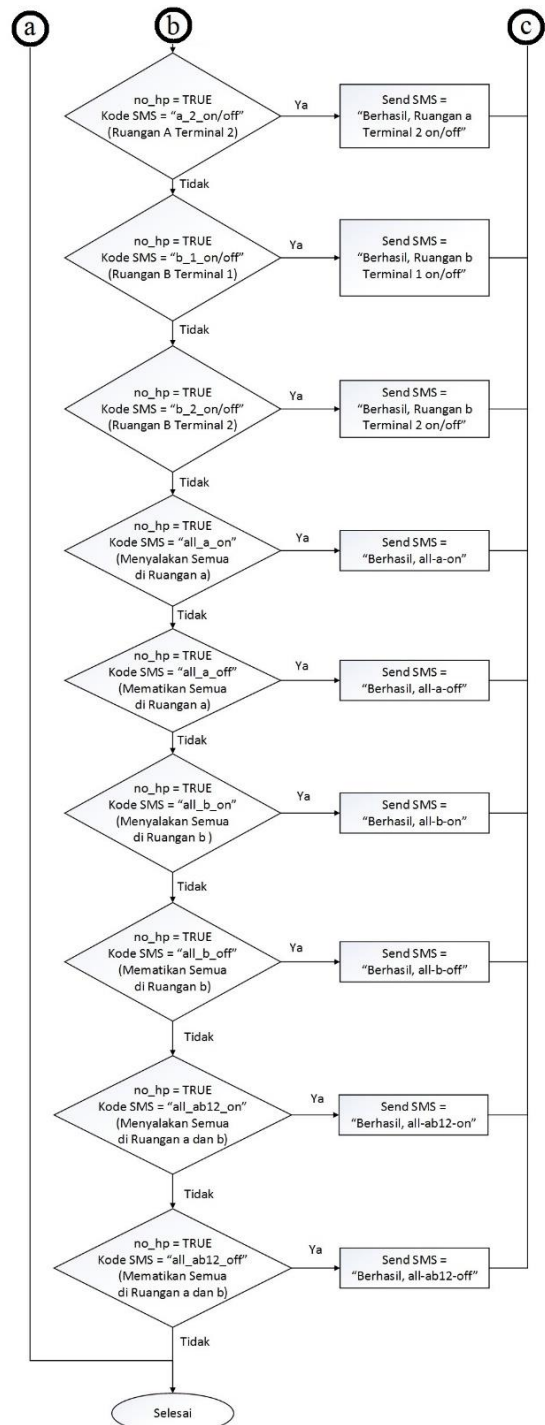 a
b
c
no_hp = TRUE
Kode SMS = “a_2_on/off”
(Ruangan A Terminal 2)
Ya
Send SMS =
“Berhasil, Ruangan a
Terminal 2 on/off”
Tidak
no_hp = TRUE
Kode SMS = “b_1_on/off”
(Ruangan B Terminal 1)
Ya
Send SMS =
“Berhasil, Ruangan b
Terminal 1 on/off”
Tidak
no_hp = TRUE
Kode SMS = “b_2_on/off”
(Ruangan B Terminal 2)
Ya
Send SMS =
“Berhasil, Ruangan b
Terminal 2 on/off”
Tidak
no_hp = TRUE
Kode SMS = “all_a_on”
(Menyalakan Semua
di Ruangan a)
Ya
Send SMS =
“Berhasil, all-a-on”
Tidak
no_hp = TRUE
Kode SMS = “all_a_off”
(Mematikan Semua
di Ruangan a)
Ya
Send SMS =
“Berhasil, all-a-off”
Tidak
no_hp = TRUE
Kode SMS = “all_b_on”
(Menyalakan Semua
di Ruangan b )
Ya
Send SMS =
“Berhasil, all-b-on”
Tidak
no_hp = TRUE
Kode SMS = “all_b_off”
(Mematikan Semua
di Ruangan b)
Ya
Send SMS =
“Berhasil, all-b-off”
Tidak
no_hp = TRUE
Kode SMS = “all_ab12_on”
(Menyalakan Semua
di Ruangan a dan b)
Ya
Send SMS =
“Berhasil, all-ab12-on”
Tidak
no_hp = TRUE
Kode SMS = “all_ab12_off”
(Mematikan Semua
di Ruangan a dan b)
Ya
Send SMS =
“Berhasil, all-ab12-off”
Tidak
Selesai